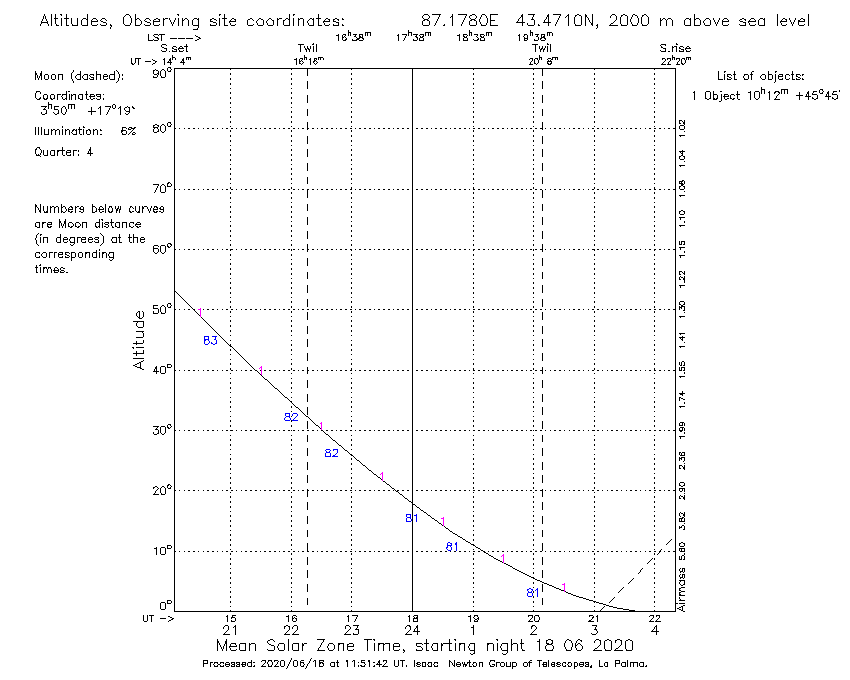 Altitudes, Observing site coordinates: 87.1780E 43.4710N, 2000 m above sea level
LST ---> 16ʰ38ᵐ 17ʰ38ᵐ 18ʰ38ᵐ 19ʰ38ᵐ
S.set Twil Twil S.rise
UT -> 14ʰ 4ᵐ 16ʰ16ᵐ 20ʰ 6ᵐ 22ʰ20ᵐ
Moon (dashed):
Coordinates:
3ʰ50ᵐ +17°19'
Illumination: 6%
Quarter: 4
Numbers below curves
are Moon distance
(in degrees) at the
corresponding
times.
List of objects:
1 Object 10ʰ12ᵐ +45°45'
Altitude
90°
80°
70°
60°
50°
40°
30°
20°
10°
0°
1 1 1 1 1 1 1
83 82 82 81 81 81
1.02
1.04
1.06
1.10
1.15
1.22
1.30
1.41
1.55
1.74
1.99
2.36
2.90
3.82
5.60
Airmass
UT -> 15 16 17 18 19 20 21 22
21 22 23 24 1 2 3 4
Mean Solar Zone Time, starting night 18 06 2020
Processed: 2020/06/18 at 11:51:42 UT. Isaac Newton Group of Telescopes, La Palma.